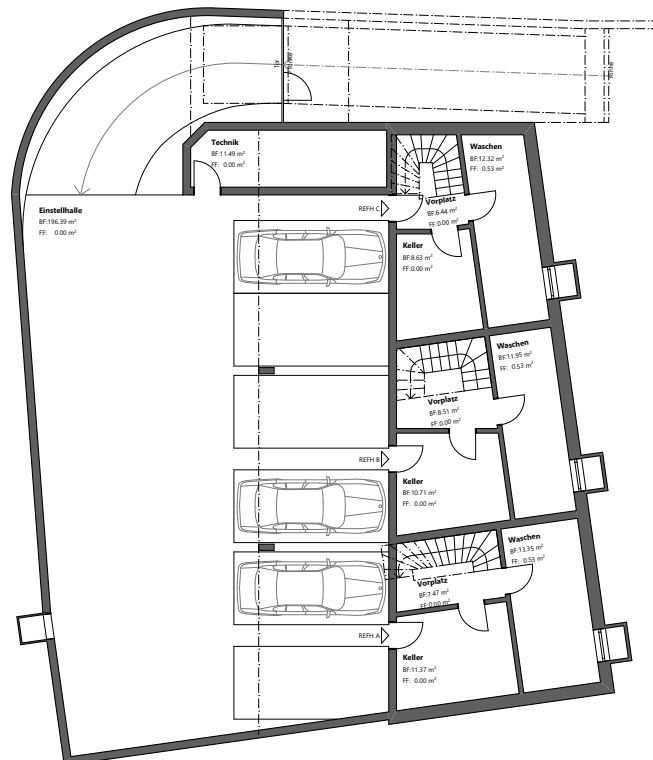 Tor
Technik
BF:11.49 m²
FF: 0.00 m²
Waschen
BF:12.32 m²
FF: 0.53 m²
Einstellhalle
BF:196.39 m²
FF: 0.00 m²
REFH C
Vorplatz
BF:6.44 m²
FF:0.00 m²
Keller
BF:8.63 m²
FF:0.00 m²
Waschen
BF:11.95 m²
FF: 0.53 m²
Vorplatz
BF:8.51 m²
FF:0.00 m²
REFH B
Keller
BF:10.71 m²
FF: 0.00 m²
Waschen
BF:13.35 m²
FF: 0.53 m²
Vorplatz
BF:7.47 m²
FF:0.00 m²
REFH A
Keller
BF:11.37 m²
FF: 0.00 m²